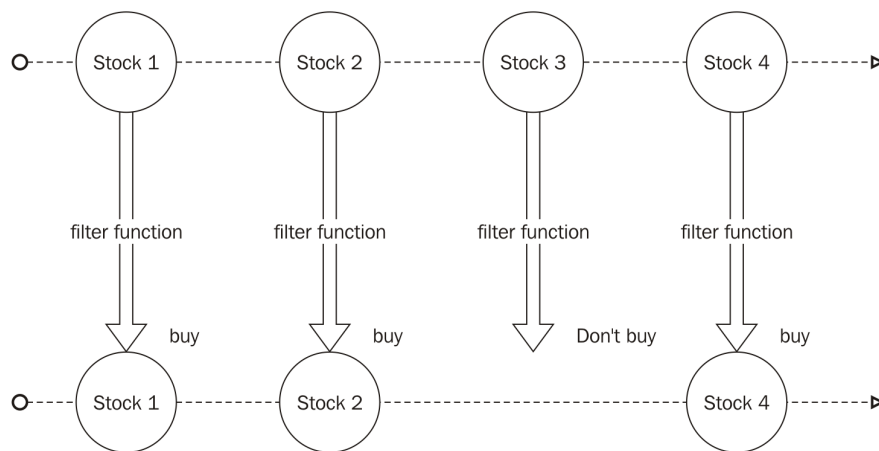 Stock 1 Stock 2 Stock 3 Stock 4
filter function filter function filter function filter function
buy buy Don't buy buy
Stock 1 Stock 2 Stock 4